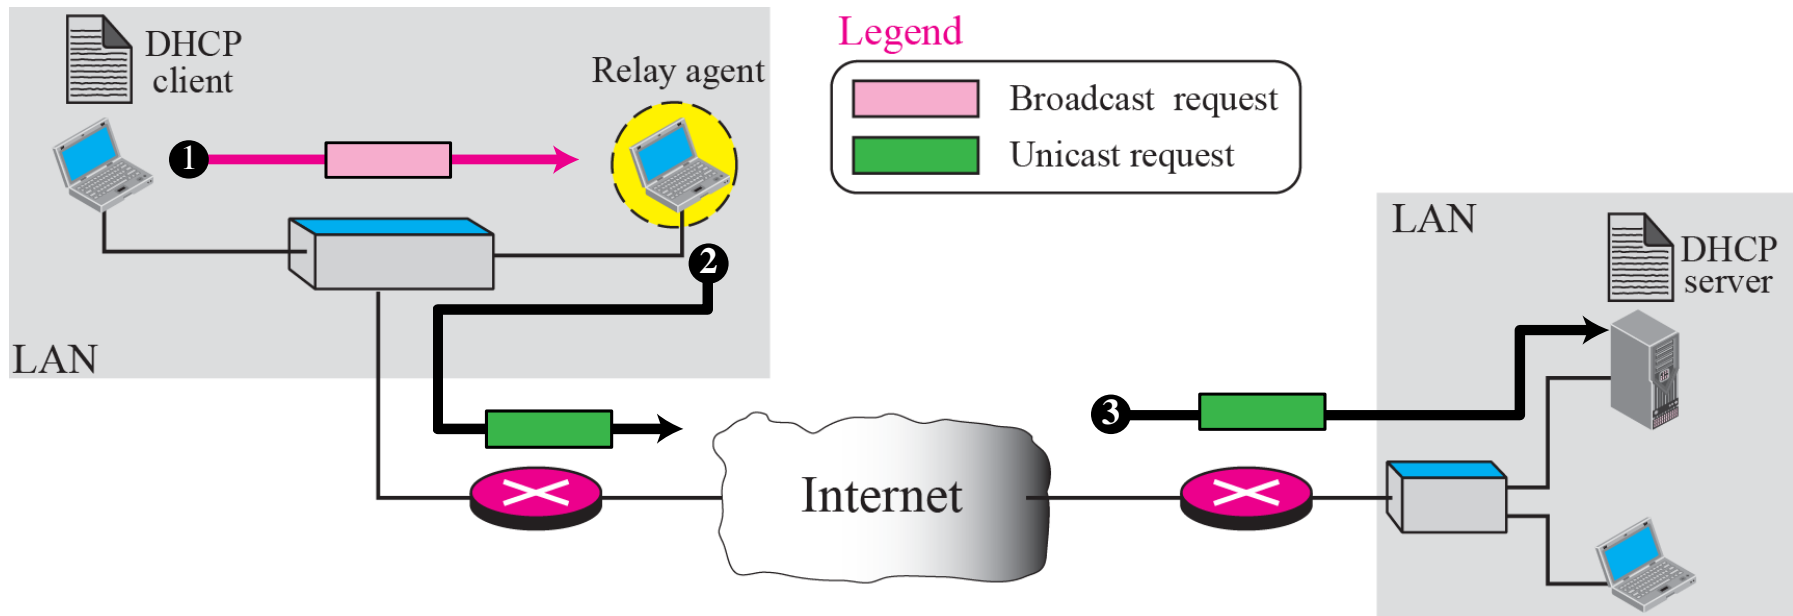 DHCP
client
Relay agent
1
2
LAN
Legend
Broadcast request
Unicast request
LAN
DHCP
server
3
Internet